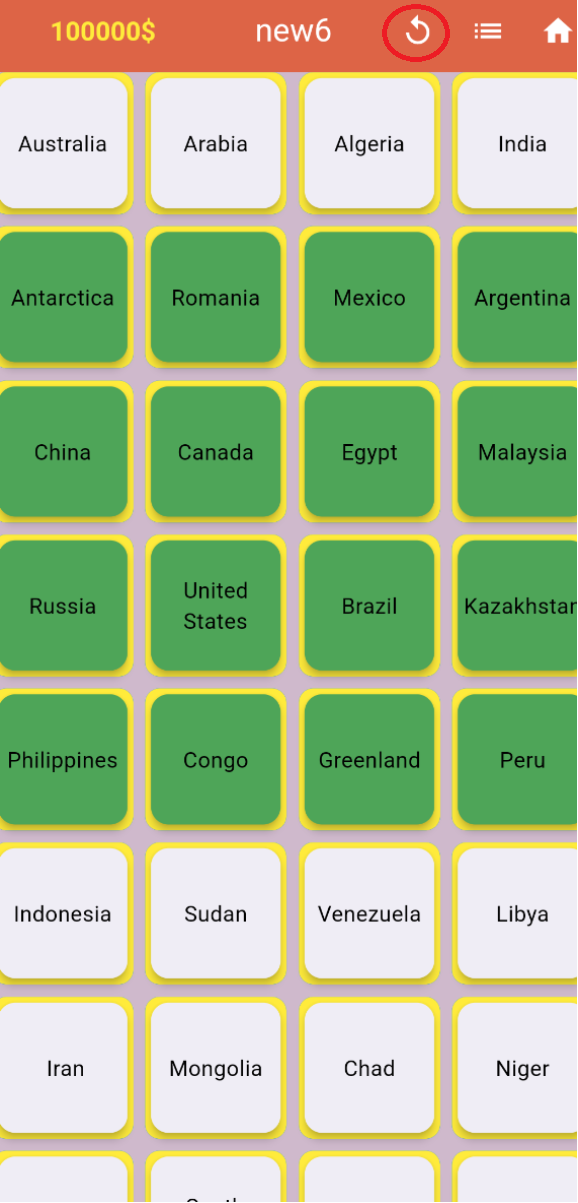 100000$ new6
Australia Arabia Algeria India
Antarctica Romania Mexico Argentina
China Canada Egypt Malaysia
Russia United States Brazil Kazakhstan
Philippines Congo Greenland Peru
Indonesia Sudan Venezuela Libya
Iran Mongolia Chad Niger